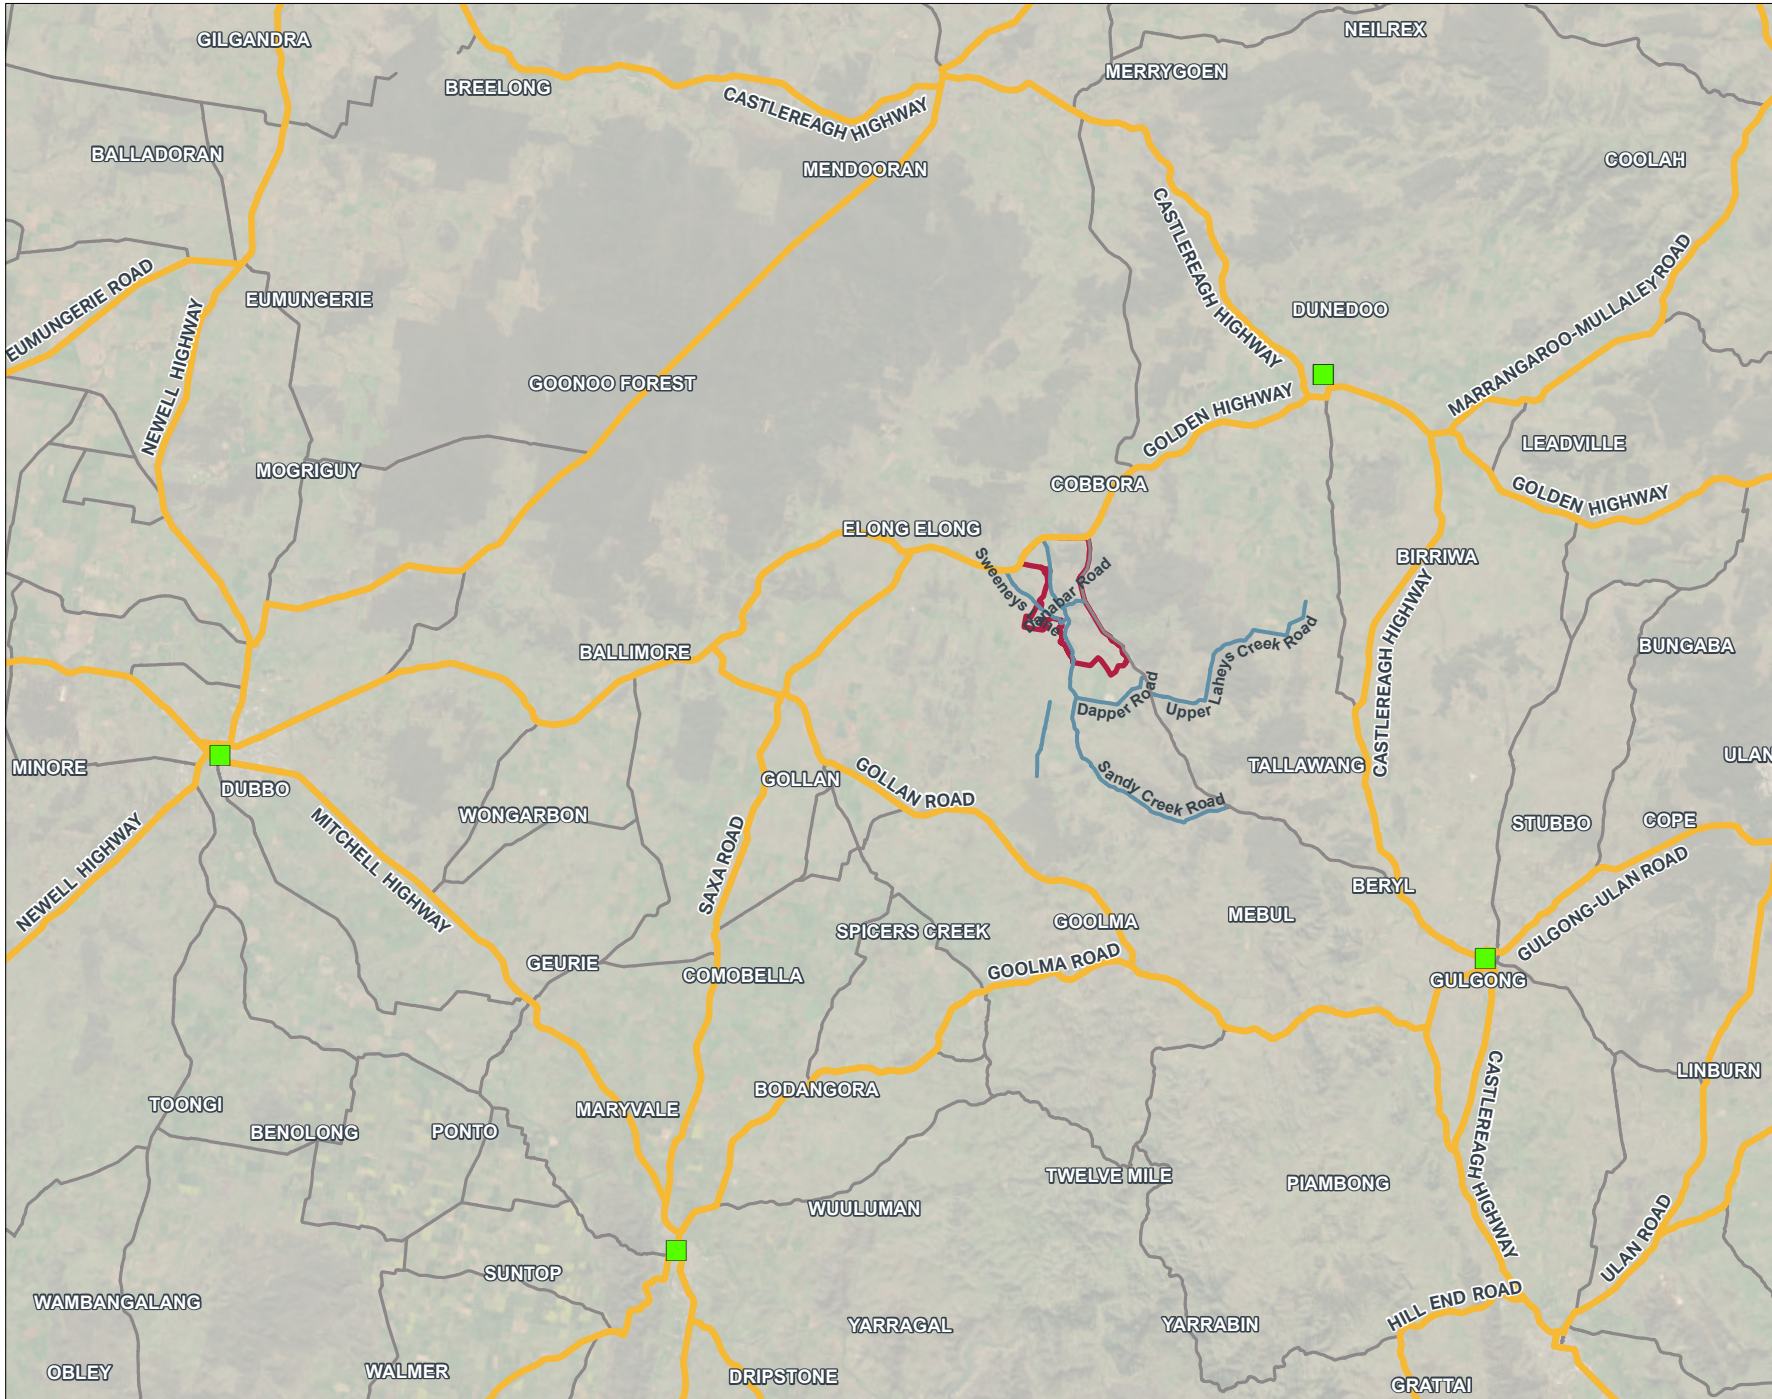 GILGANDRA
NEILREX
BREELONG
MERRYGOEN
CASTLEREAGH HIGHWAY
BALLADORAN
MENDOORAN
COOLAH
CASTLEREAGH HIGHWAY
EUMUNGERIE ROAD
EUMUNGERIE
DUNEDOO
MARRANGAROO-MULLALEY ROAD
NEWELL HIGHWAY
GOONOO FOREST
GOLDEN HIGHWAY
LEADVILLE
MOGRIGUY
COBBORA
GOLDEN HIGHWAY
ELONG ELONG
BIRRIWA
Sweeneys Lane
Danabar Road
BALLIMORE
Upper Laheys Creek Road
CASTLEREAGH HIGHWAY
BUNGABA
Dapper Road
MINORE
DUBBO
GOLLAN
GOLLAN ROAD
Sandy Creek Road
TALLAWANG
ULAN
WONGARBON
STUBBO
COPE
NEWELL HIGHWAY
MITCHELL HIGHWAY
SAXA ROAD
BERYL
GULGONG-ULAN ROAD
MEBUL
GOOLMA
SPICERS CREEK
GEURIE
COMOBELLA
GOOLMA ROAD
GULGONG
LINBURN
BODANGORA
TOONGI
MARYVALE
BENOLONG
PONTO
CASTLEREAGH HIGHWAY
TWELVE MILE
PIAMBONG
WUULUMAN
ULAN ROAD
SUNTOP
WAMBANGALANG
HILL END ROAD
YARRAGAL
YARRABIN
OBLEY
WALMER
DRIPSTONE
GRATTAI